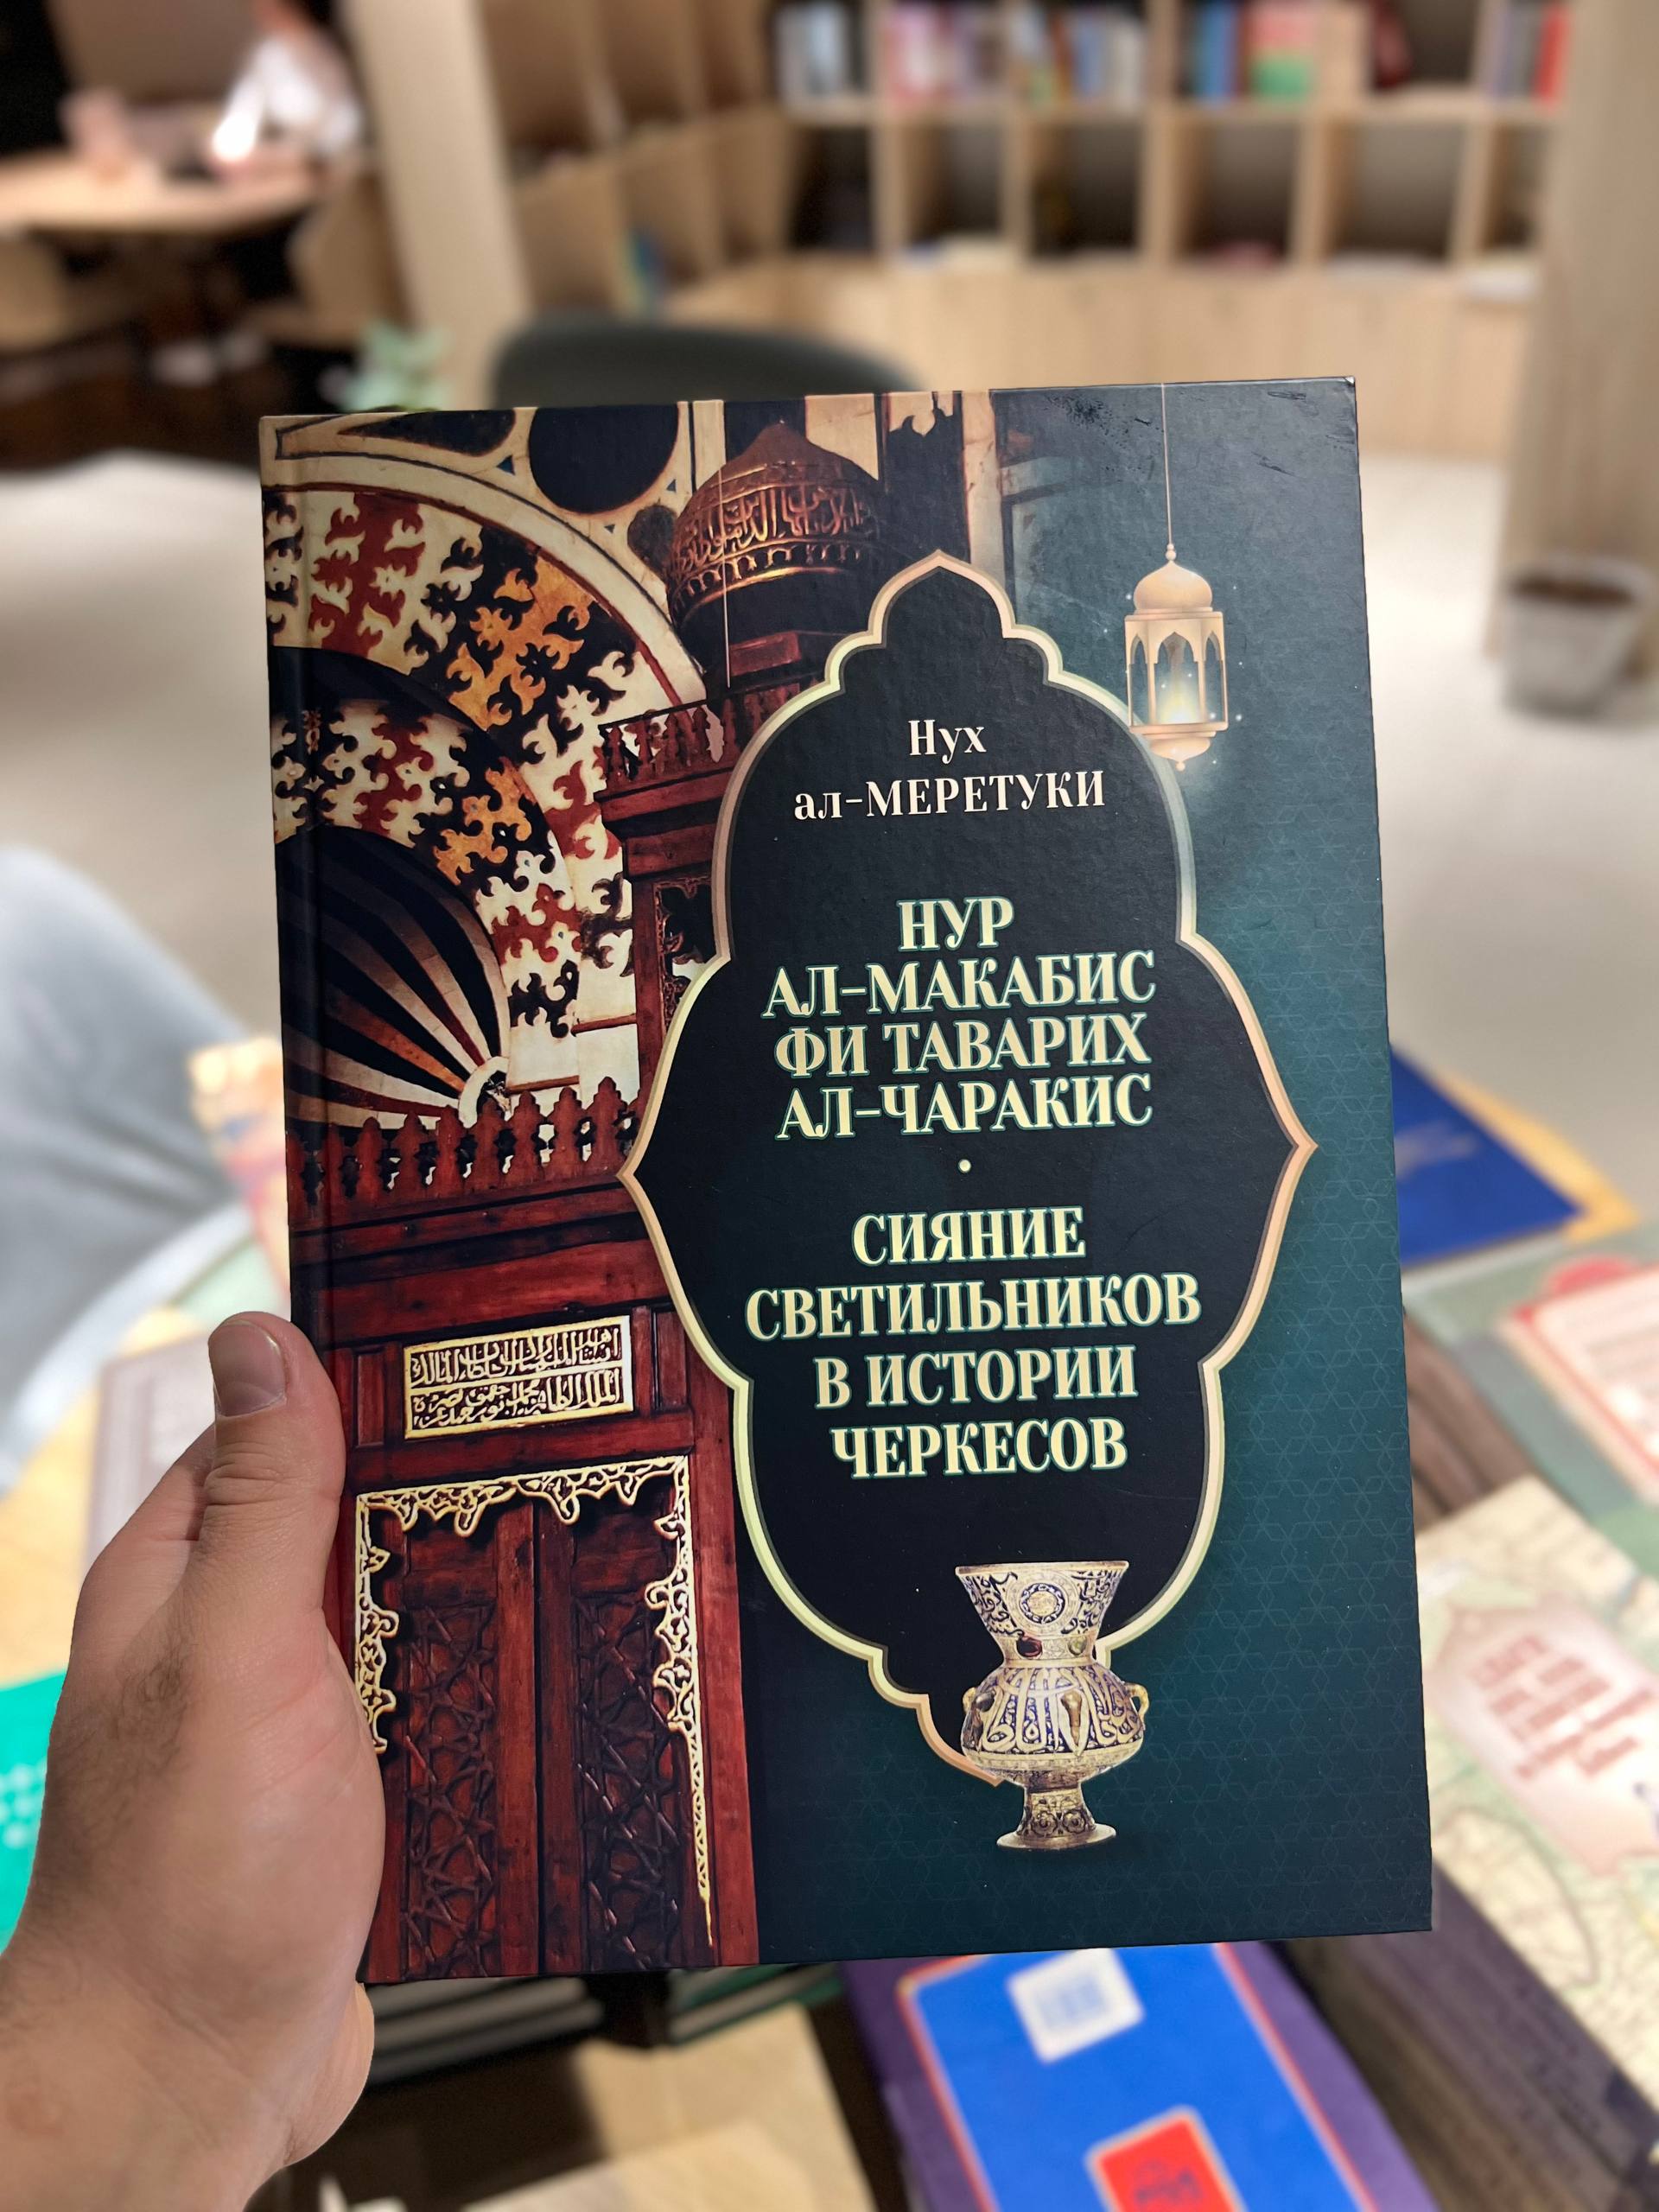 Нух
ал-МЕРЕТУКИ
НУР
АЛ-МАКАБИС
ФИ ТАВАРИХ
АЛ-ЧАРАКИС
•
СИЯНИЕ
СВЕТИЛЬНИКОВ
В ИСТОРИИ
ЧЕРКЕСОВ